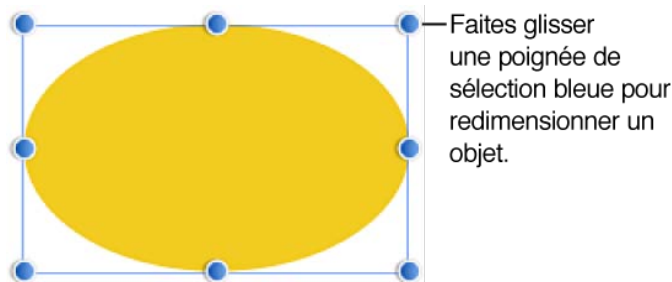 Faites glisser
une poignée de
sélection bleue pour
redimensionner un
objet.